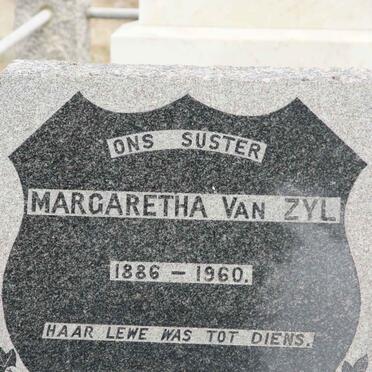 ONS SUSTER
MARGARETHA VAN ZYL
1886 – 1960.
HAAR LEWE WAS TOT DIENS.